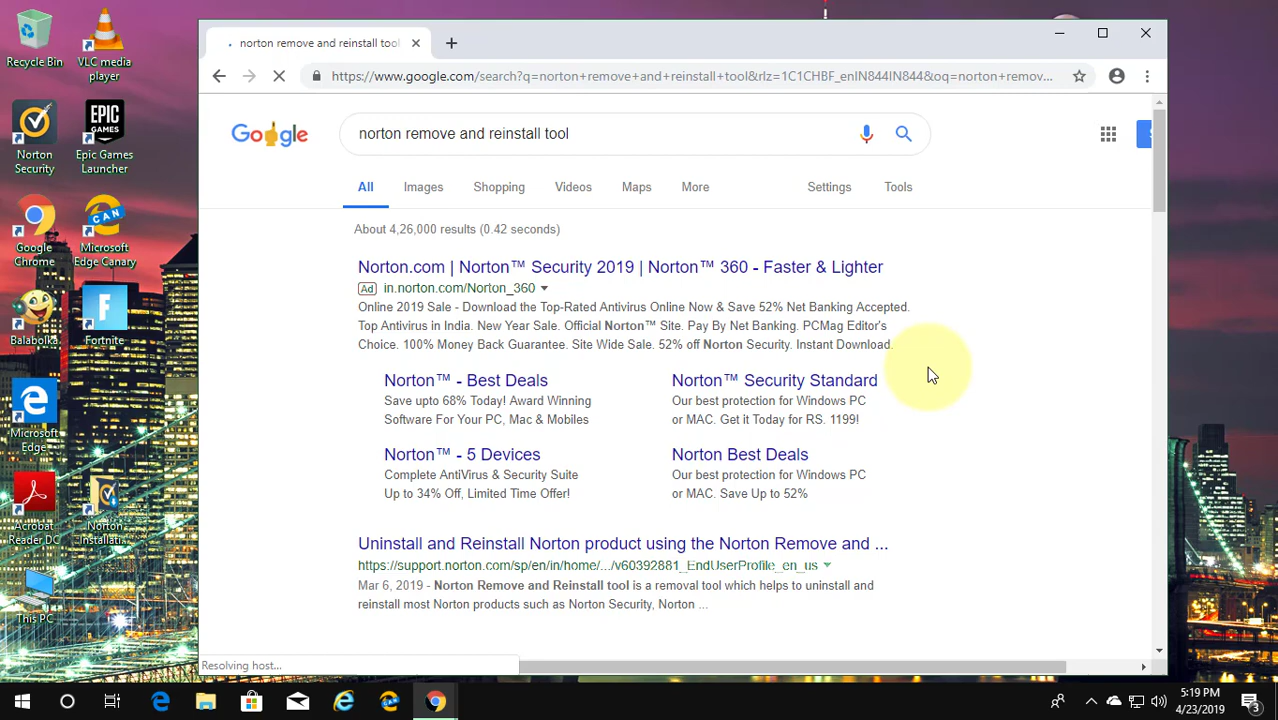 Recycle Bin
VLC media
player
Norton
Security
EPIC
GAMES
Epic Games
Launcher
Google
Chrome
CAN
Microsoft
Edge Canary
Balabolka
Fortnite
Microsoft
Edge
Acrobat
Reader DC
Norton
Installati...
This PC
norton remove and reinstall tool
https://www.google.com/search?q=norton+remove+and+reinstall+tool&rlz=1C1CHBF_enIN844IN844&oq=norton+remov...
Google
norton remove and reinstall tool
All Images Shopping Videos Maps More Settings Tools
About 4,26,000 results (0.42 seconds)
Norton.com | Norton™ Security 2019 | Norton™ 360 - Faster & Lighter
Ad in.norton.com/Norton_360
Online 2019 Sale - Download the Top-Rated Antivirus Online Now & Save 52% Net Banking Accepted.
Top Antivirus in India. New Year Sale. Official Norton™ Site. Pay By Net Banking. PCMag Editor's
Choice. 100% Money Back Guarantee. Site Wide Sale. 52% off Norton Security. Instant Download.
Norton™ - Best Deals
Save upto 68% Today! Award Winning
Software For Your PC, Mac & Mobiles
Norton™ Security Standard
Our best protection for Windows PC
or MAC. Get it Today for RS. 1199!
Norton™ - 5 Devices
Complete AntiVirus & Security Suite
Up to 34% Off, Limited Time Offer!
Norton Best Deals
Our best protection for Windows PC
or MAC. Save Up to 52%
Uninstall and Reinstall Norton product using the Norton Remove and ...
https://support.norton.com/sp/en/in/home/.../v60392881_EndUserProfile_en_us
Mar 6, 2019 - Norton Remove and Reinstall tool is a removal tool which helps to uninstall and
reinstall most Norton products such as Norton Security, Norton ...
Resolving host...
5:19 PM
4/23/2019
3